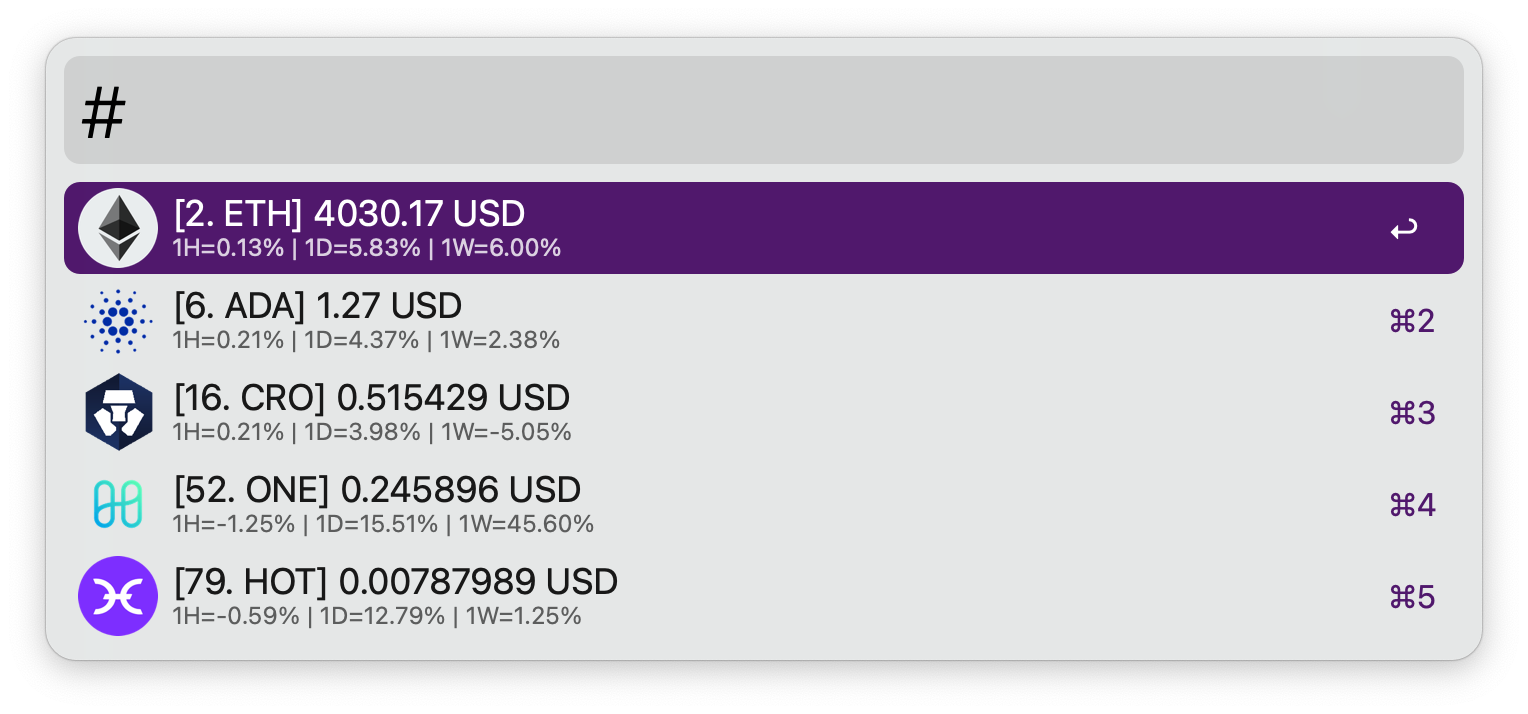 #
[2. ETH] 4030.17 USD
1H=0.13% | 1D=5.83% | 1W=6.00%
[6. ADA] 1.27 USD
1H=0.21% | 1D=4.37% | 1W=2.38%
⌘2
[16. CRO] 0.515429 USD
1H=0.21% | 1D=3.98% | 1W=-5.05%
⌘3
[52. ONE] 0.245896 USD
1H=-1.25% | 1D=15.51% | 1W=45.60%
⌘4
[79. HOT] 0.00787989 USD
1H=-0.59% | 1D=12.79% | 1W=1.25%
⌘5